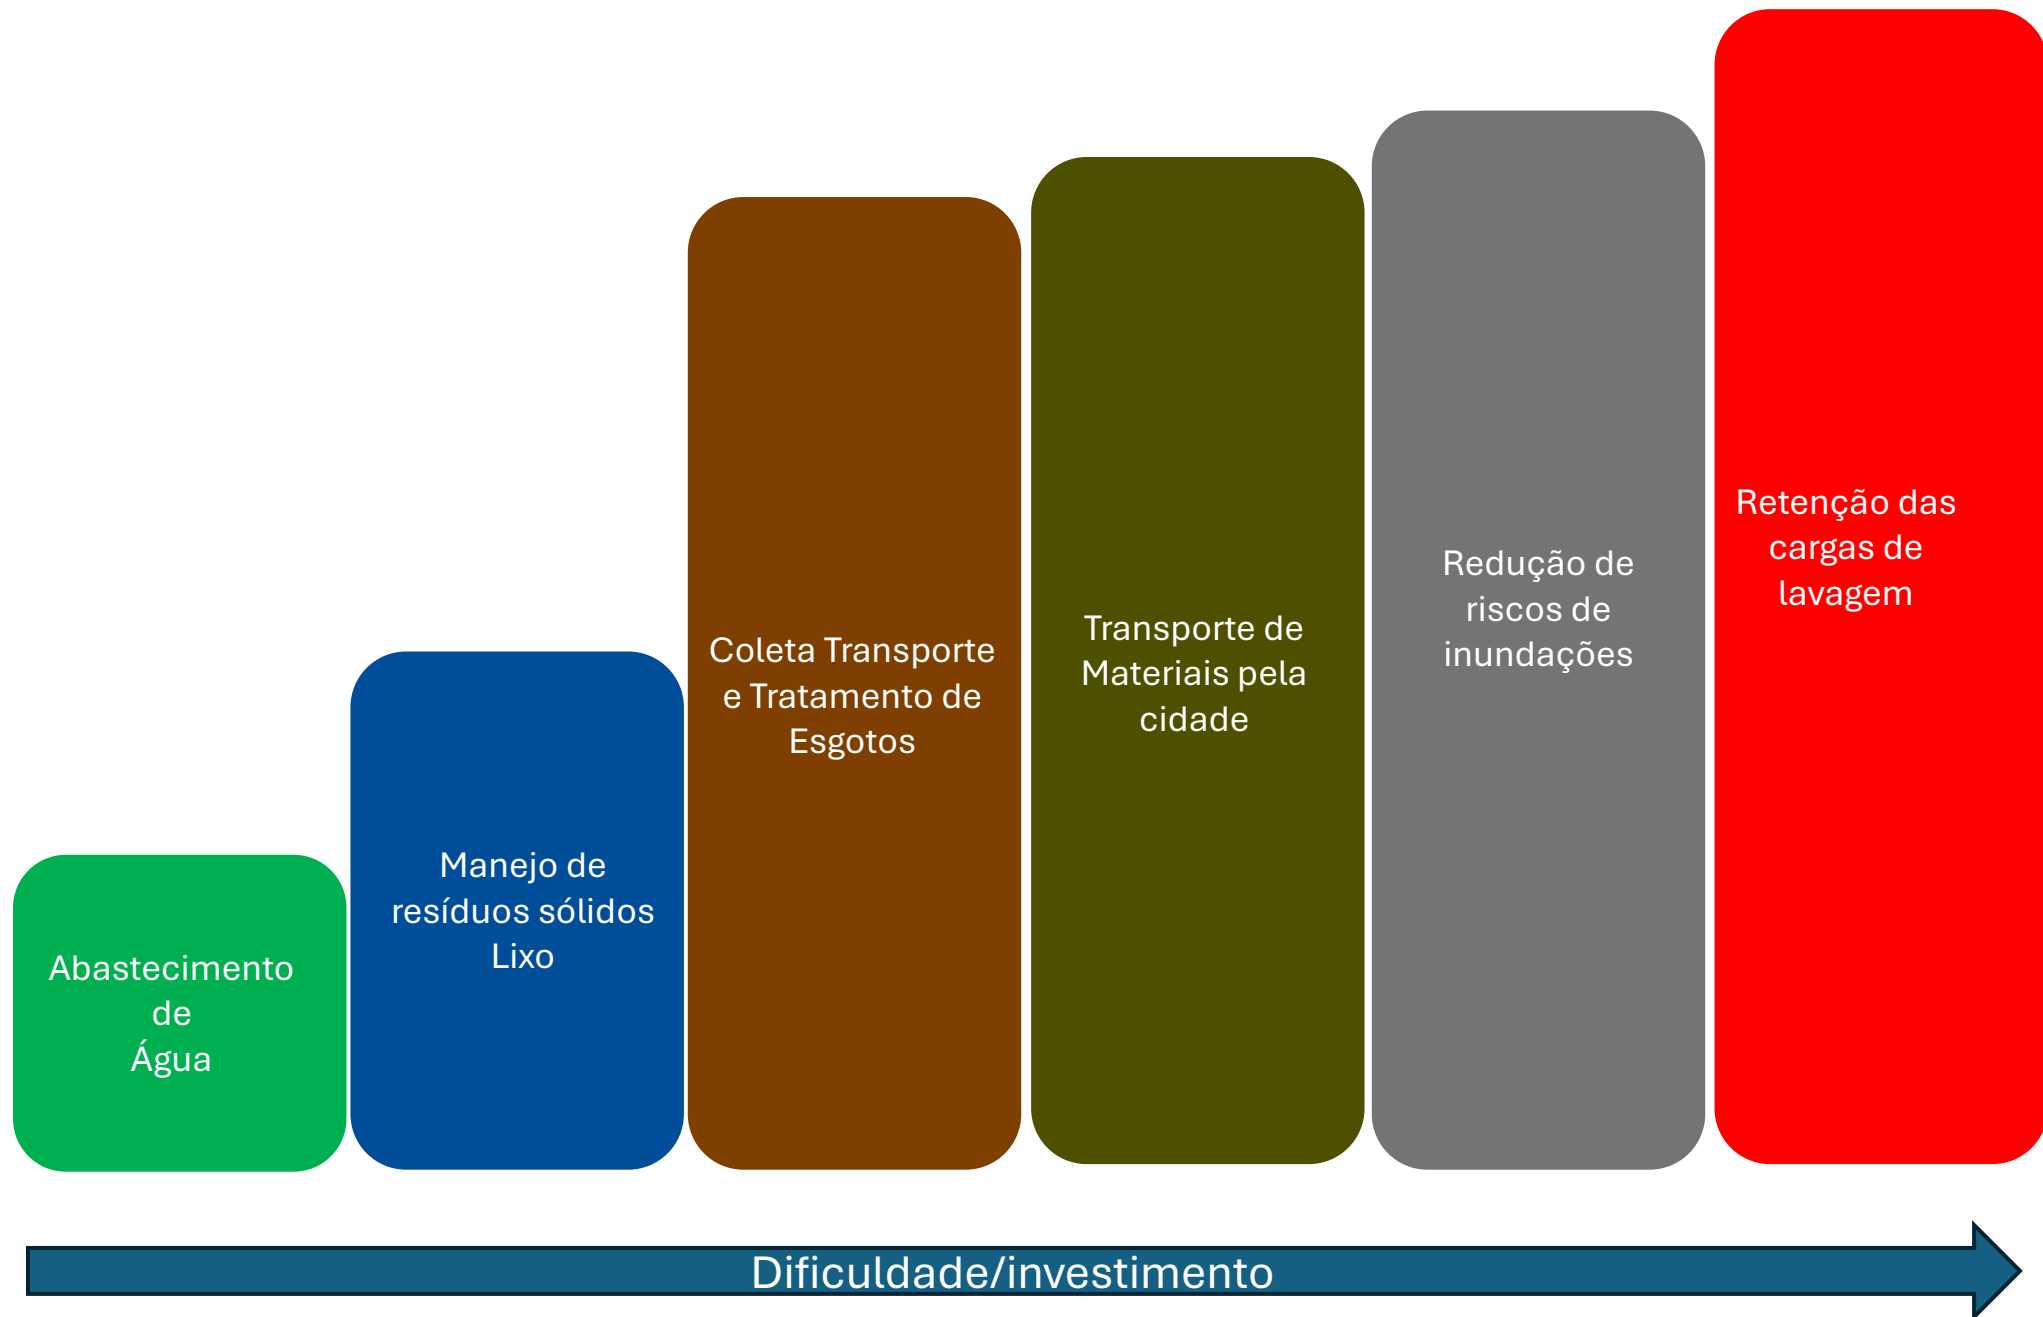 Abastecimento
de
Água
Manejo de
resíduos sólidos
Lixo
Coleta Transporte
e Tratamento de
Esgotos
Transporte de
Materiais pela
cidade
Redução de
riscos de
inundações
Retenção das
cargas de
lavagem
Dificuldade/investimento